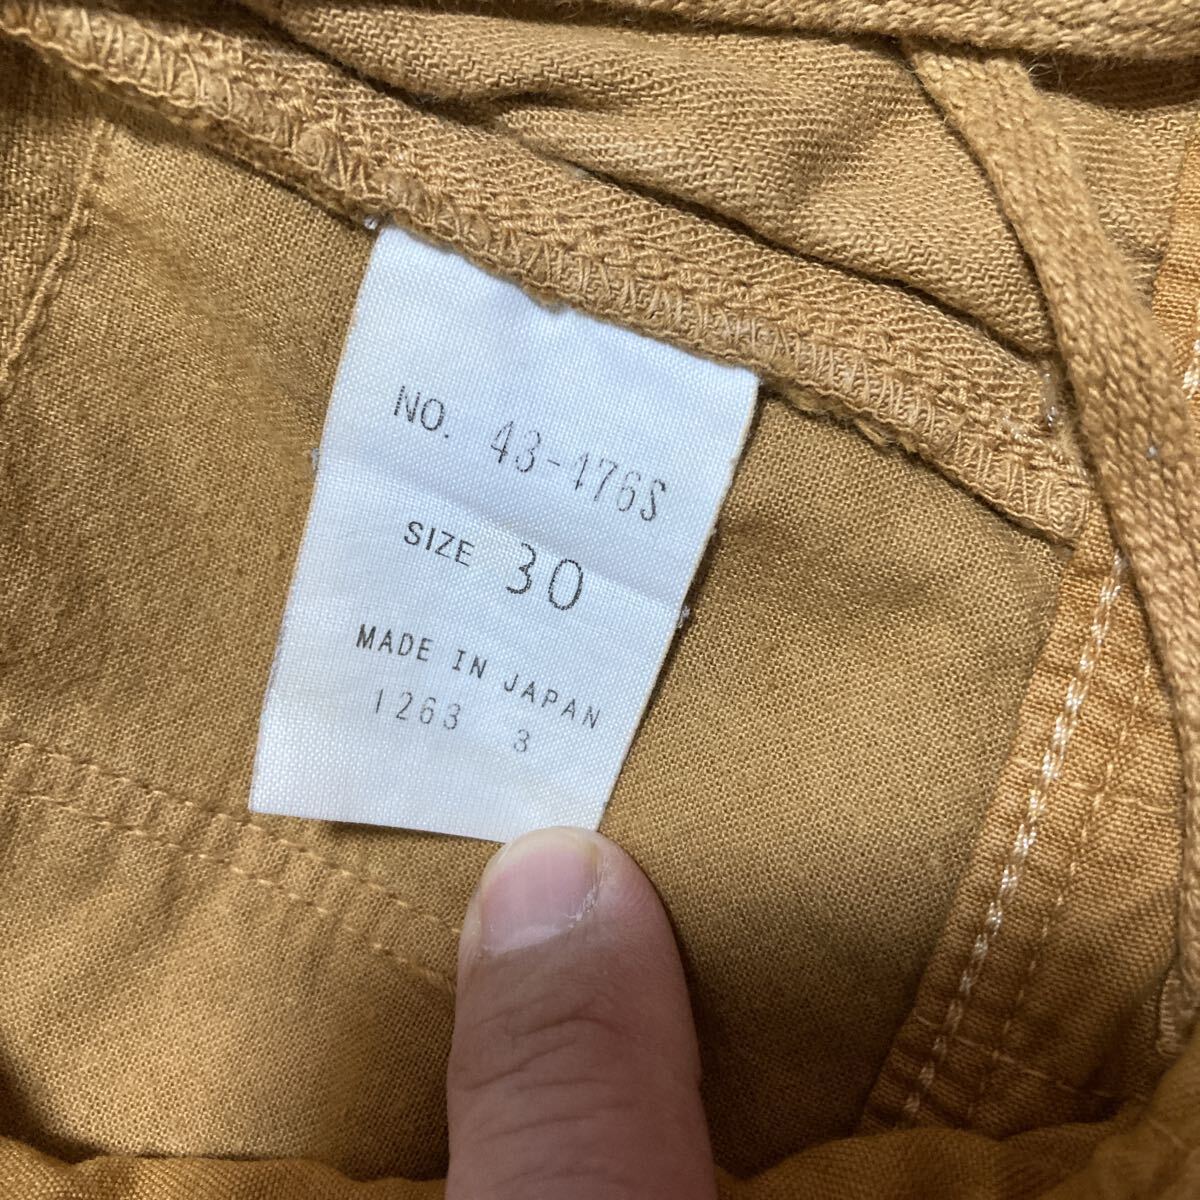 NO. 43-176S
SIZE 30
MADE IN JAPAN
1263 3